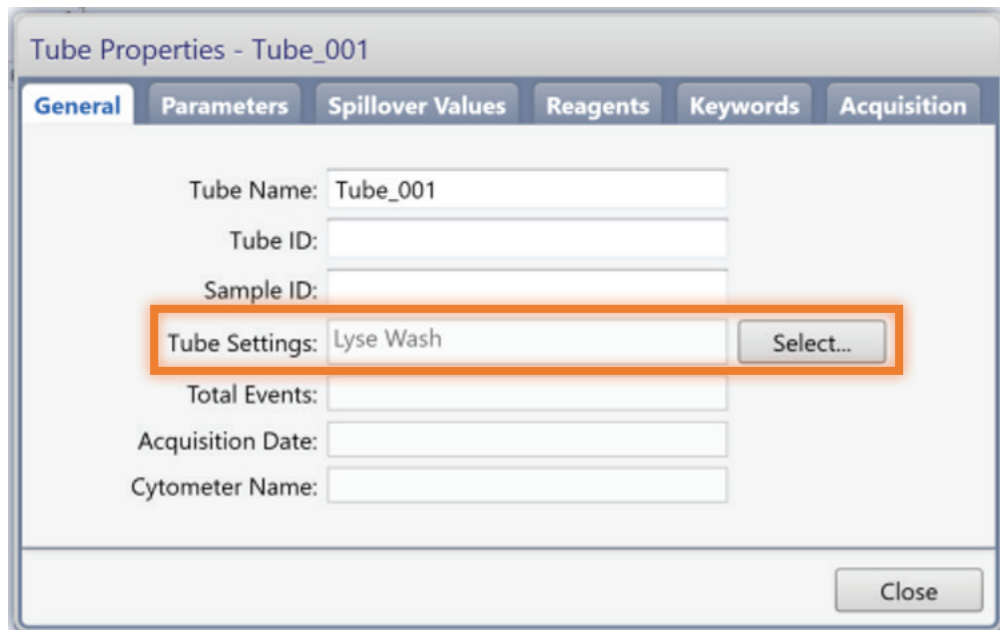 Tube Properties - Tube_001
General Parameters Spillover Values Reagents Keywords Acquisition
Tube Name: Tube_001
Tube ID:
Sample ID:
Tube Settings: Lyse Wash Select...
Total Events:
Acquisition Date:
Cytometer Name:
Close